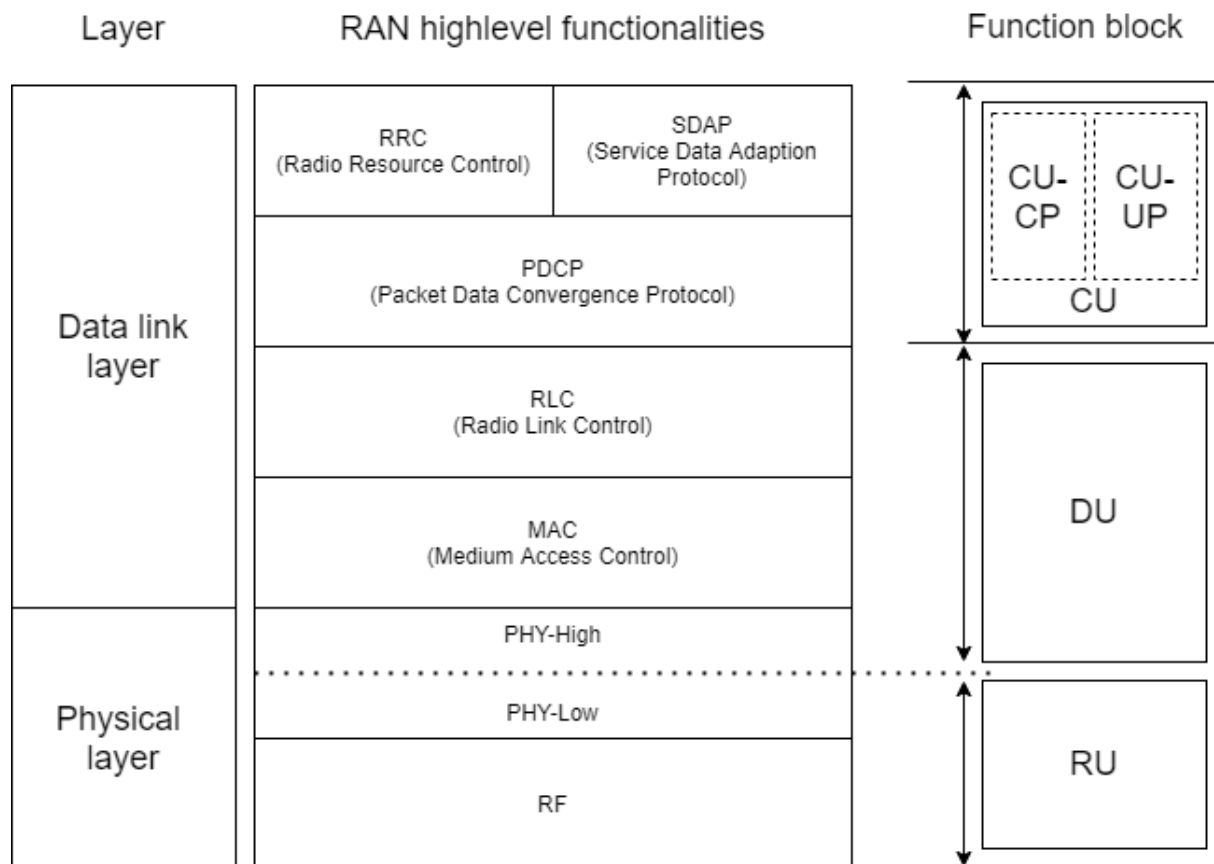 Layer
RAN highlevel functionalities
Function block
Data link
layer
Physical
layer
RRC
(Radio Resource Control)
SDAP
(Service Data Adaption
Protocol)
PDCP
(Packet Data Convergence Protocol)
RLC
(Radio Link Control)
MAC
(Medium Access Control)
PHY-High
PHY-Low
RF
CU-
CP
CU-
UP
CU
DU
RU